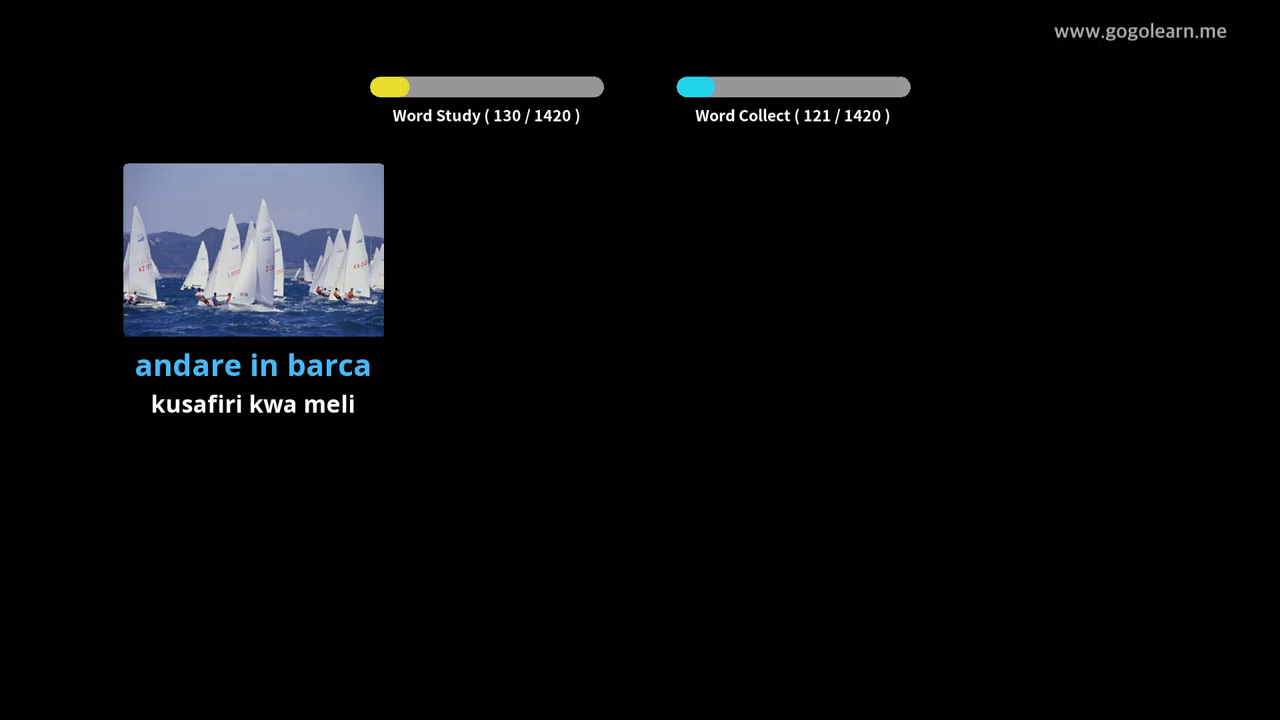 www.gogolearn.me
Word Study ( 130 / 1420 )
Word Collect ( 121 / 1420 )
andare in barca
kusafiri kwa meli